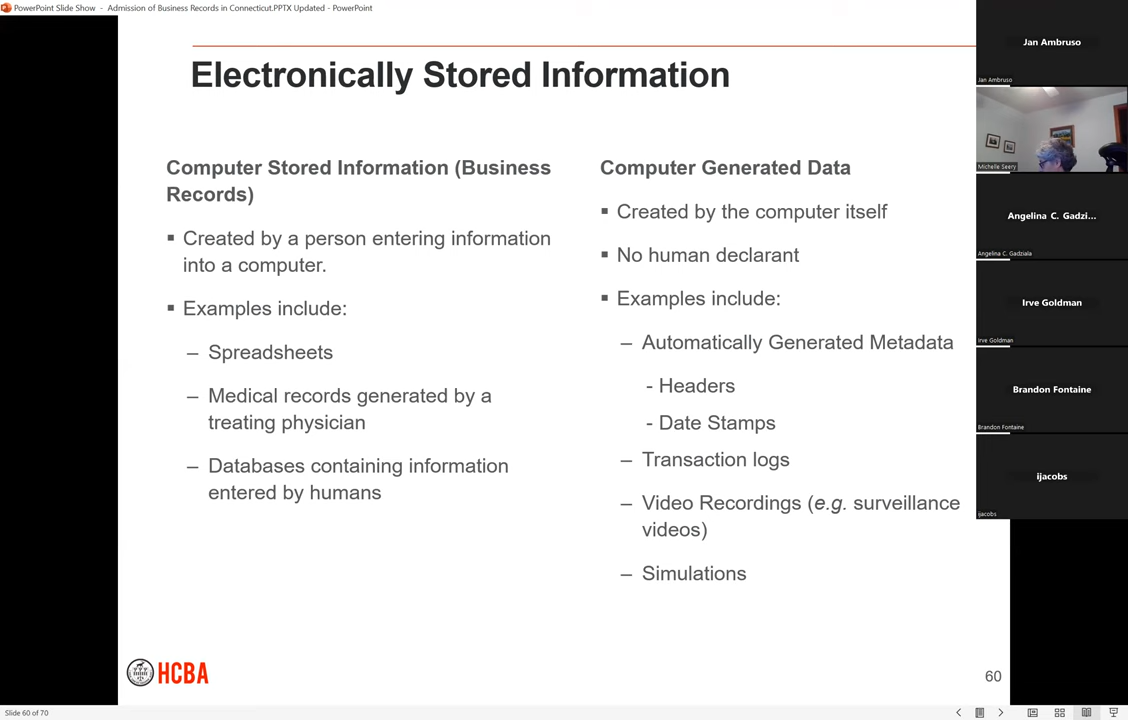 PowerPoint Slide Show - Admission of Business Records in Connecticut.PPTX Updated - PowerPoint
Electronically Stored Information
Computer Stored Information (Business
Records)
▪ Created by a person entering information
into a computer.
▪ Examples include:
– Spreadsheets
– Medical records generated by a
treating physician
– Databases containing information
entered by humans
Computer Generated Data
▪ Created by the computer itself
▪ No human declarant
▪ Examples include:
– Automatically Generated Metadata
- Headers
- Date Stamps
– Transaction logs
– Video Recordings (e.g. surveillance
videos)
– Simulations
HCBA
60
Jan Ambruso
Jan Ambruso
Michelle Seery
Angelina C. Gadzi...
Angelina C. Gadziala
Irve Goldman
Irve Goldman
Brandon Fontaine
Brandon Fontaine
ijacobs
ijacobs
Slide 60 of 70